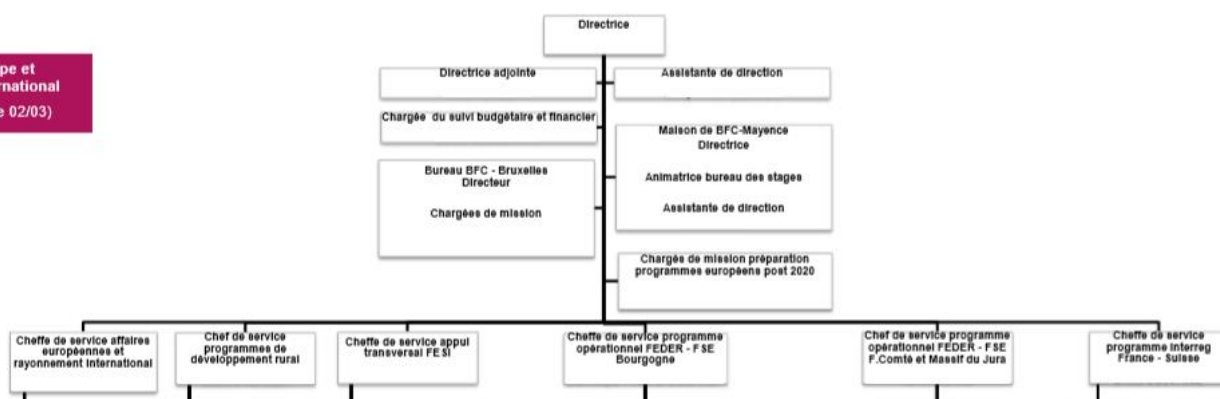 Directrice
pe et
rnational
e 02/03)
Directrice adjointe
Assistante de direction
Chargée du suivi budgétaire et financier
Maison de BFC-Mayence
Directrice
Animatrice bureau des stages
Assistante de direction
Bureau BFC - Bruxelles
Directeur
Chargées de mission
Chargés de mission préparation
programmes européens post 2020
Cheffe de service affaires
européennes et
rayonnement international
Chef de service
programmes de
développement rural
Cheffe de service appui
transversal FESI
Cheffe de service programme
opérationnel FEDER - FSE
Bourgogne
Chef de service programme
opérationnel FEDER - FSE
F.Comté et Massif du Jura
Cheffe de service
programme Interreg
France - Suisse